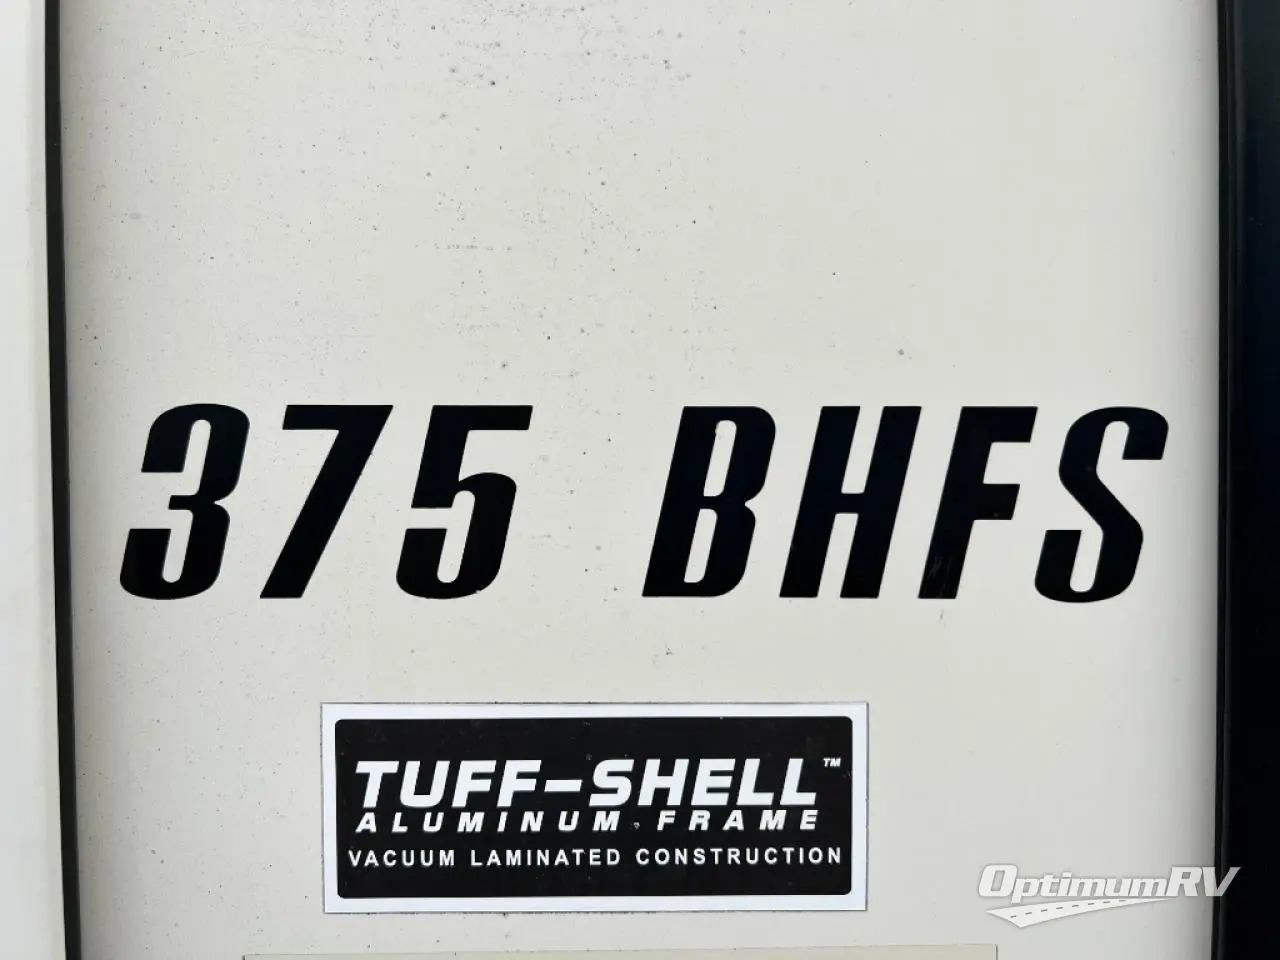 375 BHFS
TUFF-SHELL™
ALUMINUM FRAME
VACUUM LAMINATED CONSTRUCTION
OptimumRV